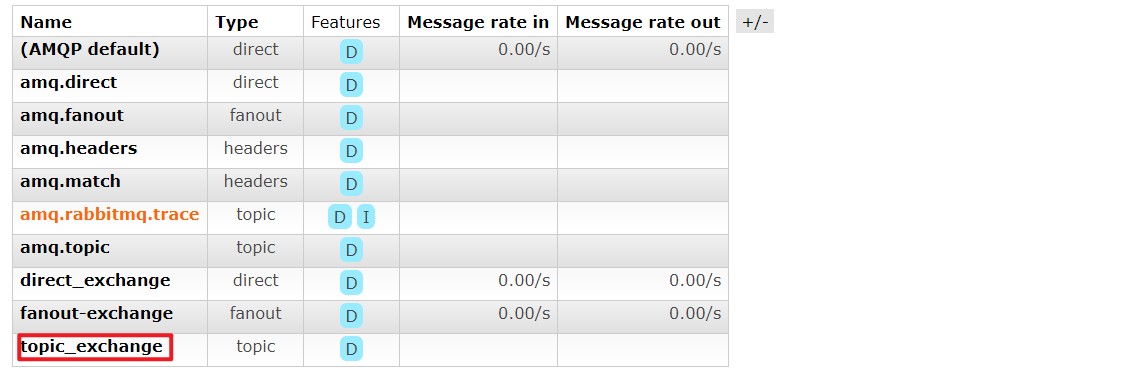 Name Type Features Message rate in Message rate out +/-
(AMQP default) direct D 0.00/s 0.00/s
amq.direct direct D
amq.fanout fanout D
amq.headers headers D
amq.match headers D
amq.rabbitmq.trace topic D I
amq.topic topic D
direct_exchange direct D 0.00/s 0.00/s
fanout-exchange fanout D 0.00/s 0.00/s
topic_exchange topic D